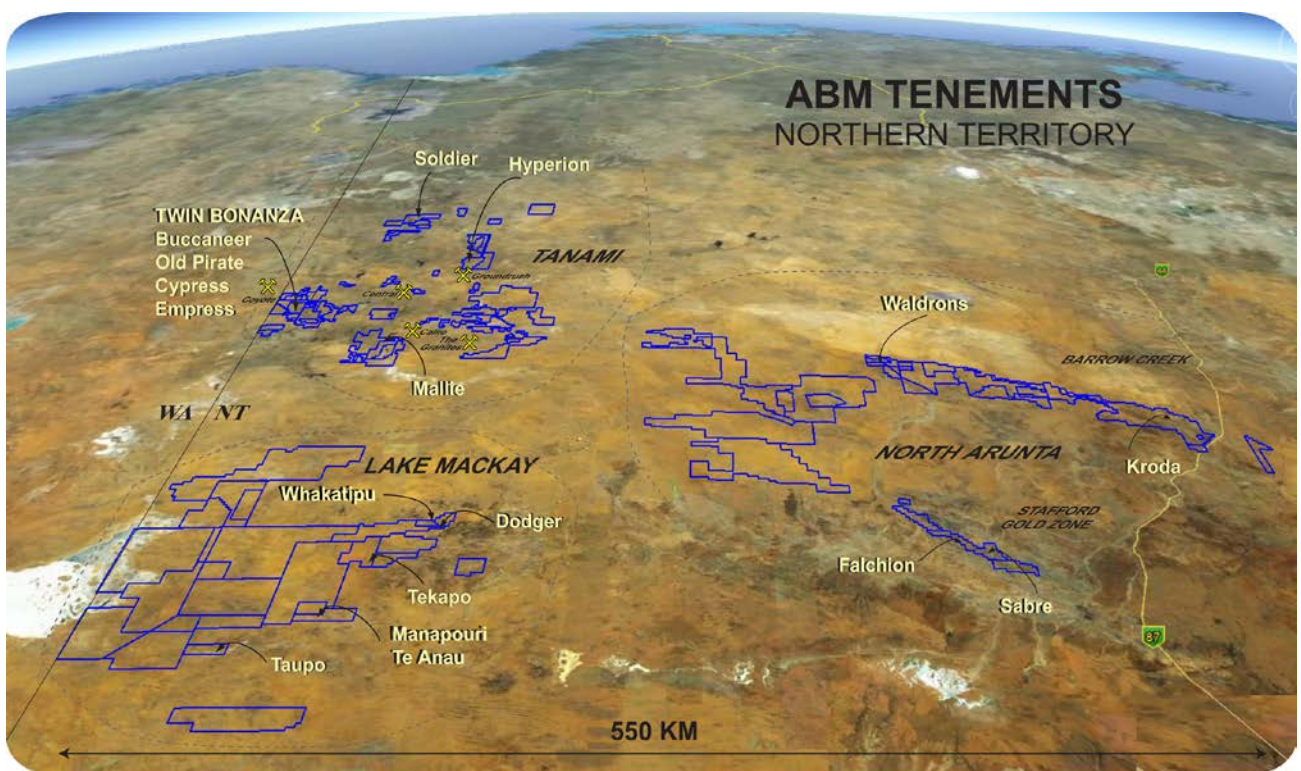 ABM TENEMENTS
NORTHERN TERRITORY
Soldier
Hyperion
TWIN BONANZA
Buccaneer
Old Pirate
Cypress
Empress
TANAMI
Coyote
Central
Groundrush
Callie
The
Granites
Malite
Waldrons
BARROW CREEK
WA NT
LAKE MACKAY
NORTH ARUNTA
Kroda
Whakatipu
Dodger
STAFFORD
GOLD ZONE
Falchion
Tekapo
Sabre
Manapouri
Te Anau
Taupo
87
550 KM